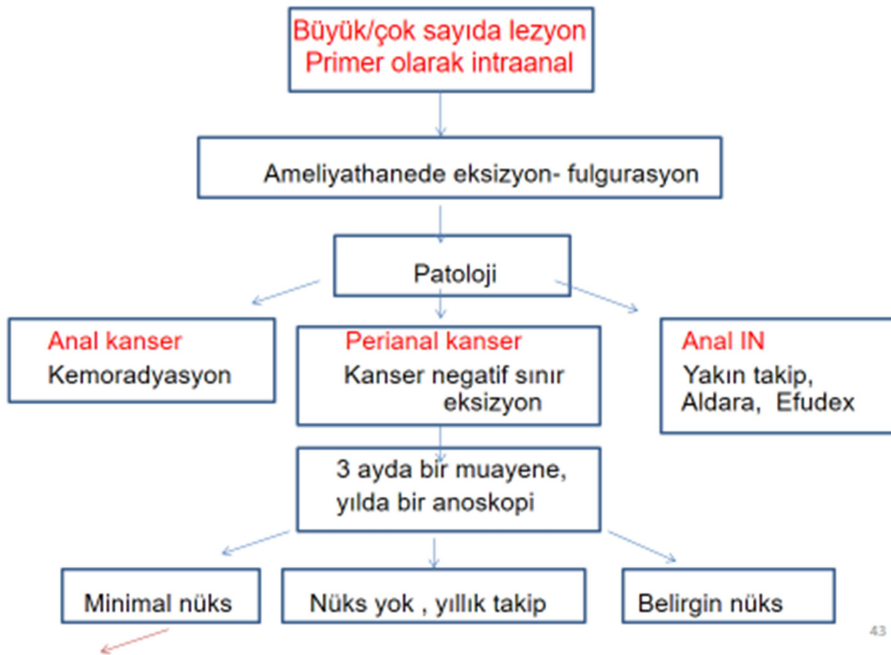 Büyük/çok sayıda lezyon
Primer olarak intraanal
Ameliyathanede eksizyon- fulgurasyon
Patoloji
Anal kanser
Kemoradyasyon
Perianal kanser
Kanser negatif sınır
eksizyon
Anal IN
Yakın takip,
Aldara, Efudex
3 ayda bir muayene,
yılda bir anoskopi
Minimal nüks
Nüks yok , yıllık takip
Belirgin nüks
43